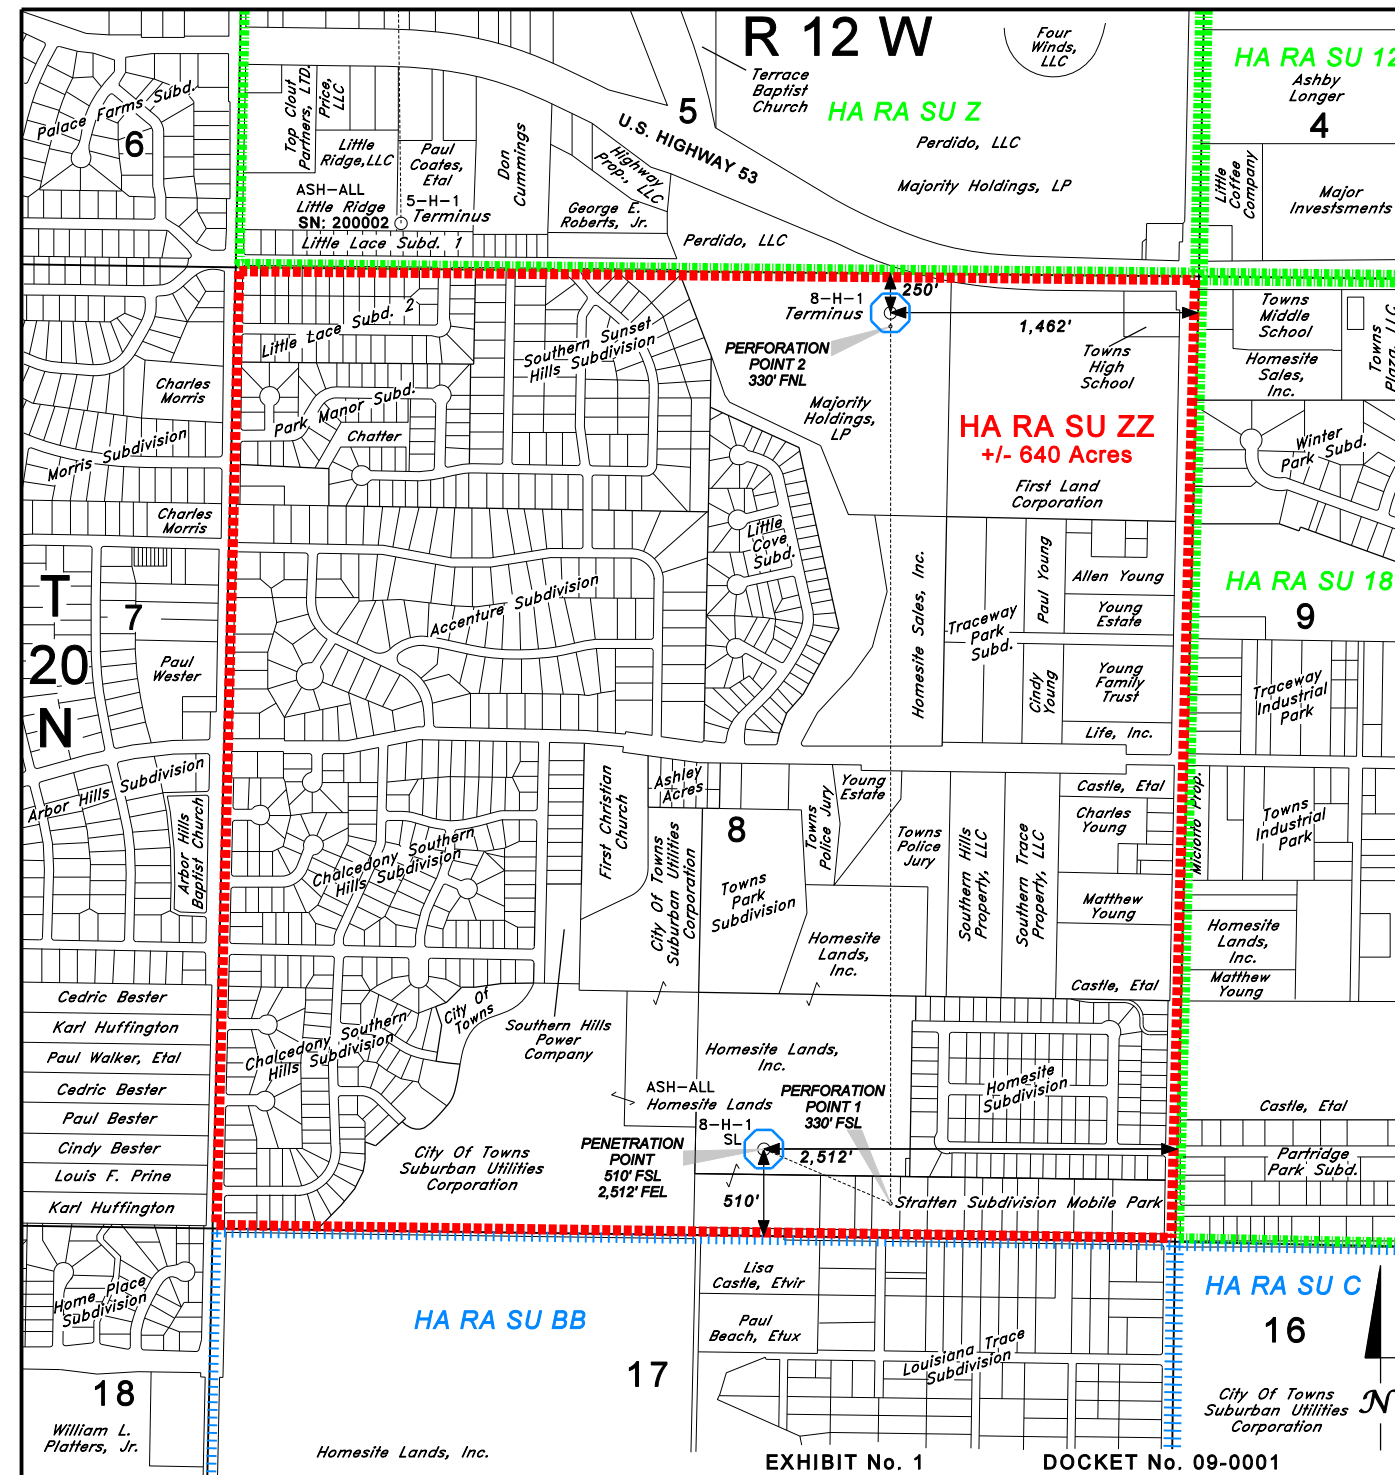 R 12 W
Four
Winds,
LLC
Terrace
Baptist
Church
HA RA SU 12
Ashby
Longer
4
HA RA SU Z
5
U.S. HIGHWAY 53
Perdido, LLC
Majority Holdings, LP
Palace Farms Subd.
6
Top Clout
Partners, LTD.
Price,
LLC
Little
Ridge,LLC
Paul
Coates,
Etal
Don
Cummings
Highway
Prop., LLC
George E.
Roberts, Jr.
Little
Coffee
Company
Major
Investsments
ASH-ALL
Little Ridge
SN: 200002
5-H-1
Terminus
Little Lace Subd. 1
Perdido, LLC
8-H-1
Terminus
250'
1,462'
Little Lace Subd. 2
Southern Sunset
Hills Subdivision
PERFORATION
POINT 2
330' FNL
Towns
High
School
Towns
Middle
School
Homesite
Sales,
Inc.
Towns
Charles
Morris
Park Manor Subd.
Chatter
Majority
Holdings,
LP
HA RA SU ZZ
+/- 640 Acres
First Land
Corporation
Winter
Park Subd.
Morris Subdivision
Charles
Morris
T
20
N
7
Paul
Wester
Little
Cove
Subd.
Accenture Subdivision
Homesite Sales, Inc.
Traceway
Park
Subd.
Paul Young
Cindy
Young
Allen Young
Young
Estate
Young
Family
Trust
Life, Inc.
HA RA SU 18
9
Traceway
Industrial
Park
Arbor Hills Subdivision
Arbor Hills
Baptist Church
First Christian
Church
Ashley
Acres
8
City Of Towns
Suburban Utilities
Corporation
Towns
Park
Subdivision
Towns
Police Jury
Young
Estate
Towns
Police
Jury
Southern Hills
Property, LLC
Southern Trace
Property, LLC
Castle, Etal
Charles
Young
Matthew
Young
Castle, Etal
Towns
Industrial
Park
Chalcedony Southern
Hills Subdivision
Homesite
Lands,
Inc.
Homesite
Lands,
Inc.
Matthew
Young
Cedric Bester
Karl Huffington
Paul Walker, Etal
Cedric Bester
Paul Bester
Cindy Bester
Louis F. Prine
Karl Huffington
Chalcedony Southern
Hills Subdivision
City Of
Towns
Southern Hills
Power
Company
Homesite Lands,
Inc.
ASH-ALL
Homesite Lands
8-H-1
SL
PERFORATION
POINT 1
330' FSL
Homesite
Subdivision
Castle, Etal
City Of Towns
Suburban Utilities
Corporation
PENETRATION
POINT
510' FSL
2,512' FEL
2,512'
510'
Stratten Subdivision Mobile Park
Partridge
Park Subd.
Home Place
Subdivision
HA RA SU BB
Lisa
Castle, Etvir
Paul
Beach, Etux
Louisiana Trace
Subdivision
HA RA SU C
16
17
18
William L.
Platters, Jr.
Homesite Lands, Inc.
City Of Towns
Suburban Utilities
Corporation
N
EXHIBIT No. 1
DOCKET No. 09-0001